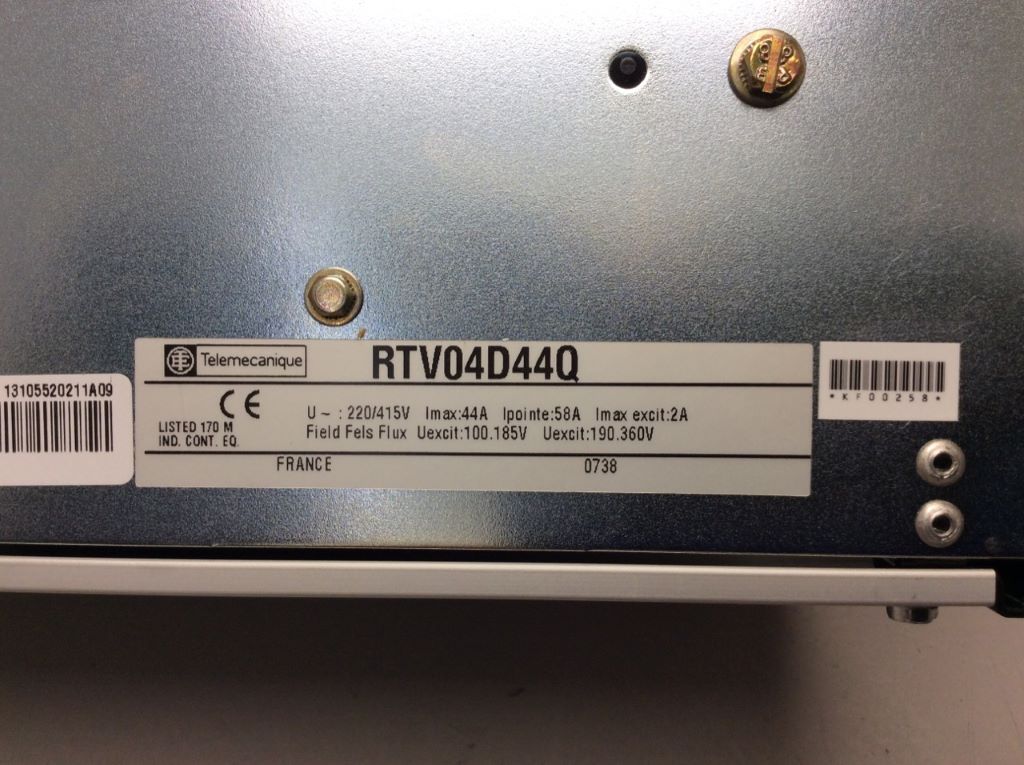 Telemecanique RTV04D44Q
13105520211A09
*KF00258*
CE
U~ : 220/415V Imax:44A Ipointe:58A Imax excit:2A
LISTED 170 M
IND. CONT. EQ.
Field Fels Flux Uexcit:100.185V Uexcit:190.360V
FRANCE 0738